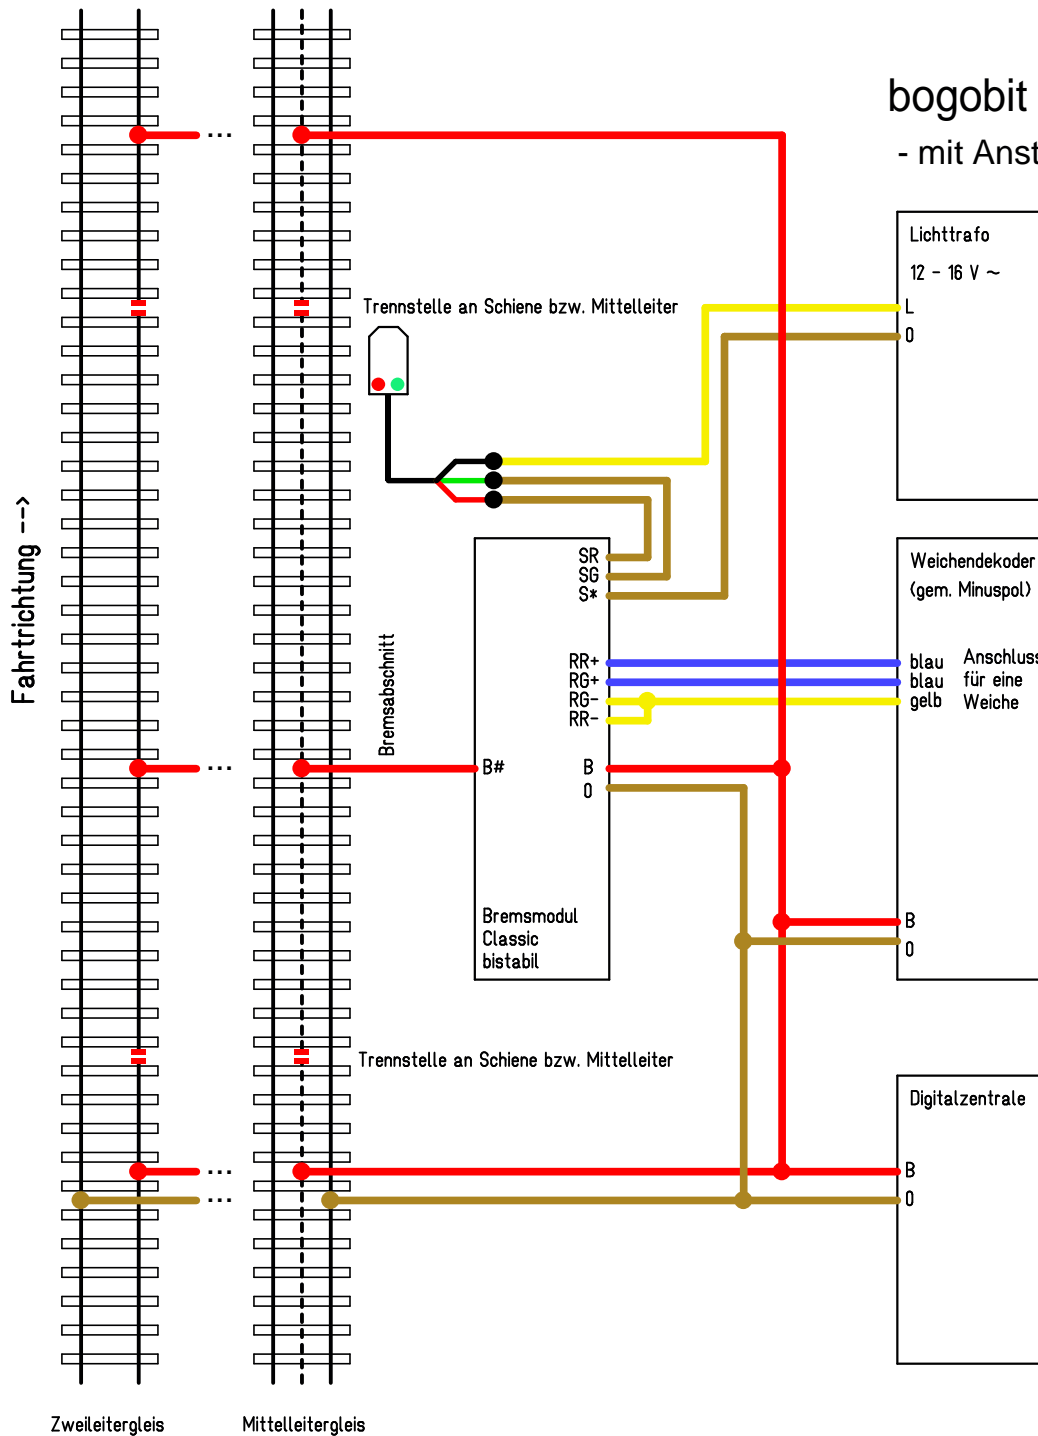 bogobit
- mit Anst
Lichttrafo
12 - 16 V ~
L
0
Trennstelle an Schiene bzw. Mittelleiter
Fahrtrichtung -->
Bremsabschnitt
SR
SG
S*
RR+
RG+
RG-
RR-
B#
B
0
Bremsmodul
Classic
bistabil
Weichendekoder
(gem. Minuspol)
blau
blau
gelb
Anschluss
für eine
Weiche
B
0
Trennstelle an Schiene bzw. Mittelleiter
Digitalzentrale
B
0
...
...
...
...
Zweileitergleis
Mittelleitergleis